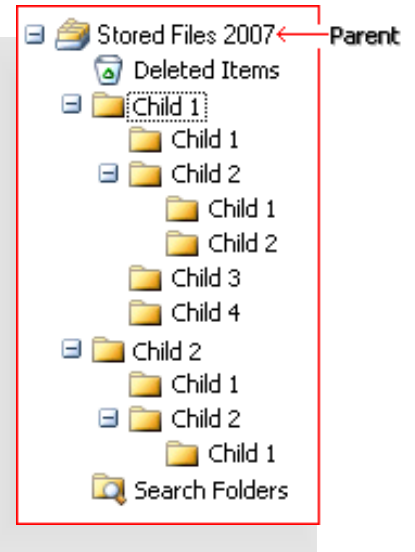 Stored Files 2007 Parent
Deleted Items
Child 1
Child 1
Child 2
Child 1
Child 2
Child 3
Child 4
Child 2
Child 1
Child 2
Child 1
Search Folders